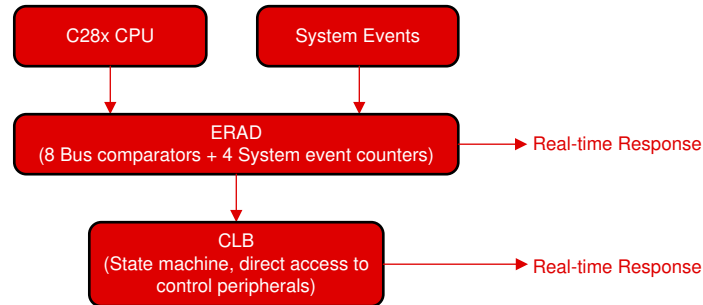 C28x CPU
System Events
ERAD
(8 Bus comparators + 4 System event counters)
Real-time Response
CLB
(State machine, direct access to
control peripherals)
Real-time Response